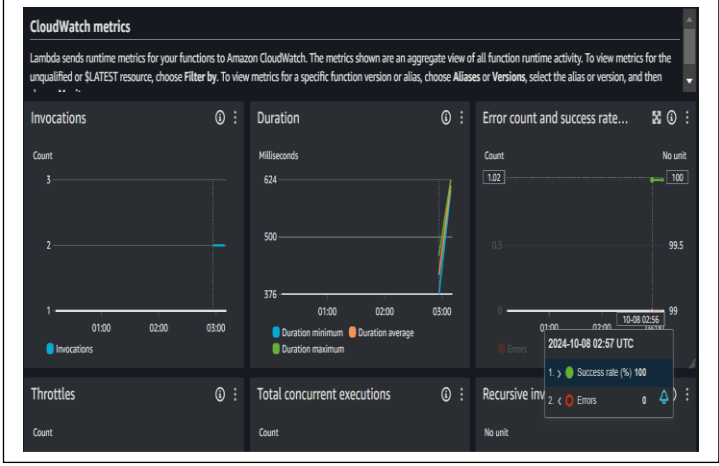 CloudWatch metrics
Lambda sends runtime metrics for your functions to Amazon CloudWatch. The metrics shown are an aggregate view of all function runtime activity. To view metrics for the
unqualified or $LATEST resource, choose Filter by. To view metrics for a specific function version or alias, choose Aliases or Versions, select the alias or version, and then
Invocations
Count
3
2
1
01:00 02:00 03:00
Invocations
Duration
Milliseconds
624
500
376
01:00 02:00 03:00
Duration minimum Duration average
Duration maximum
Error count and success rate...
Count No unit
1.02 100
0.5 99.5
0 99
10-08 02:56
01:00 02:00
Errors
2024-10-08 02:57 UTC
1. > Success rate (%) 100
2. < Errors 0
Throttles
Count
Total concurrent executions
Count
Recursive inv
No unit